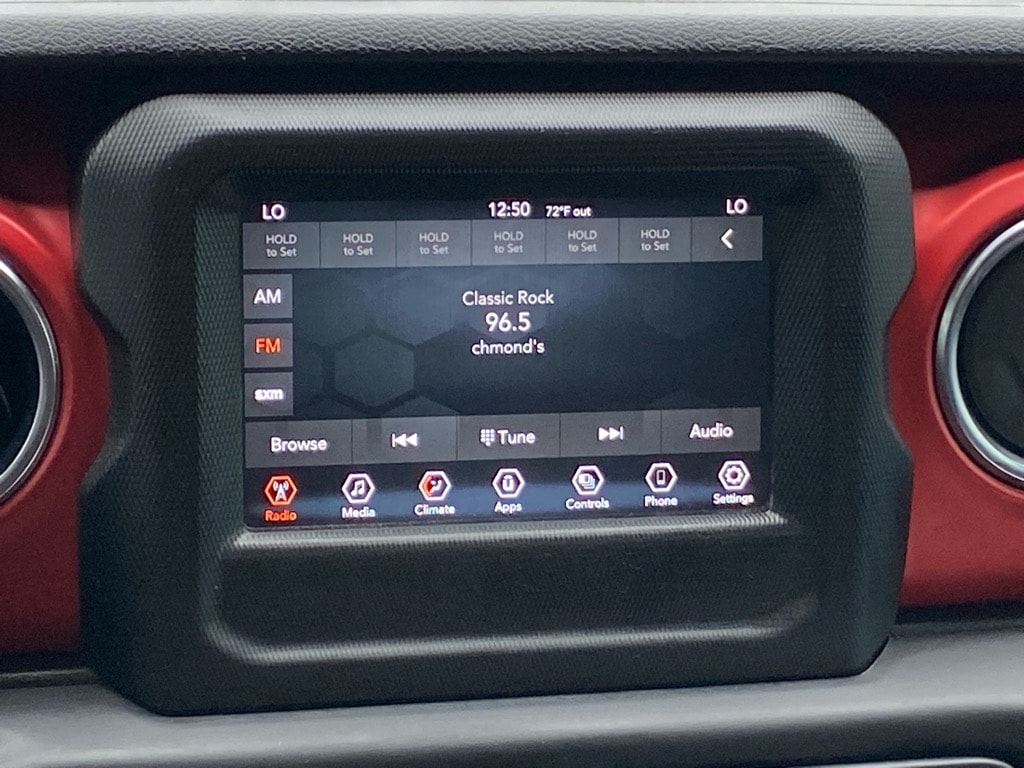 LO 12:50 72°F out LO
HOLD HOLD HOLD HOLD HOLD HOLD
to Set to Set to Set to Set to Set to Set
AM
Classic Rock
96.5
FM
chmond's
sxm
Browse Tune Audio
Radio Media Climate Apps Controls Phone Settings